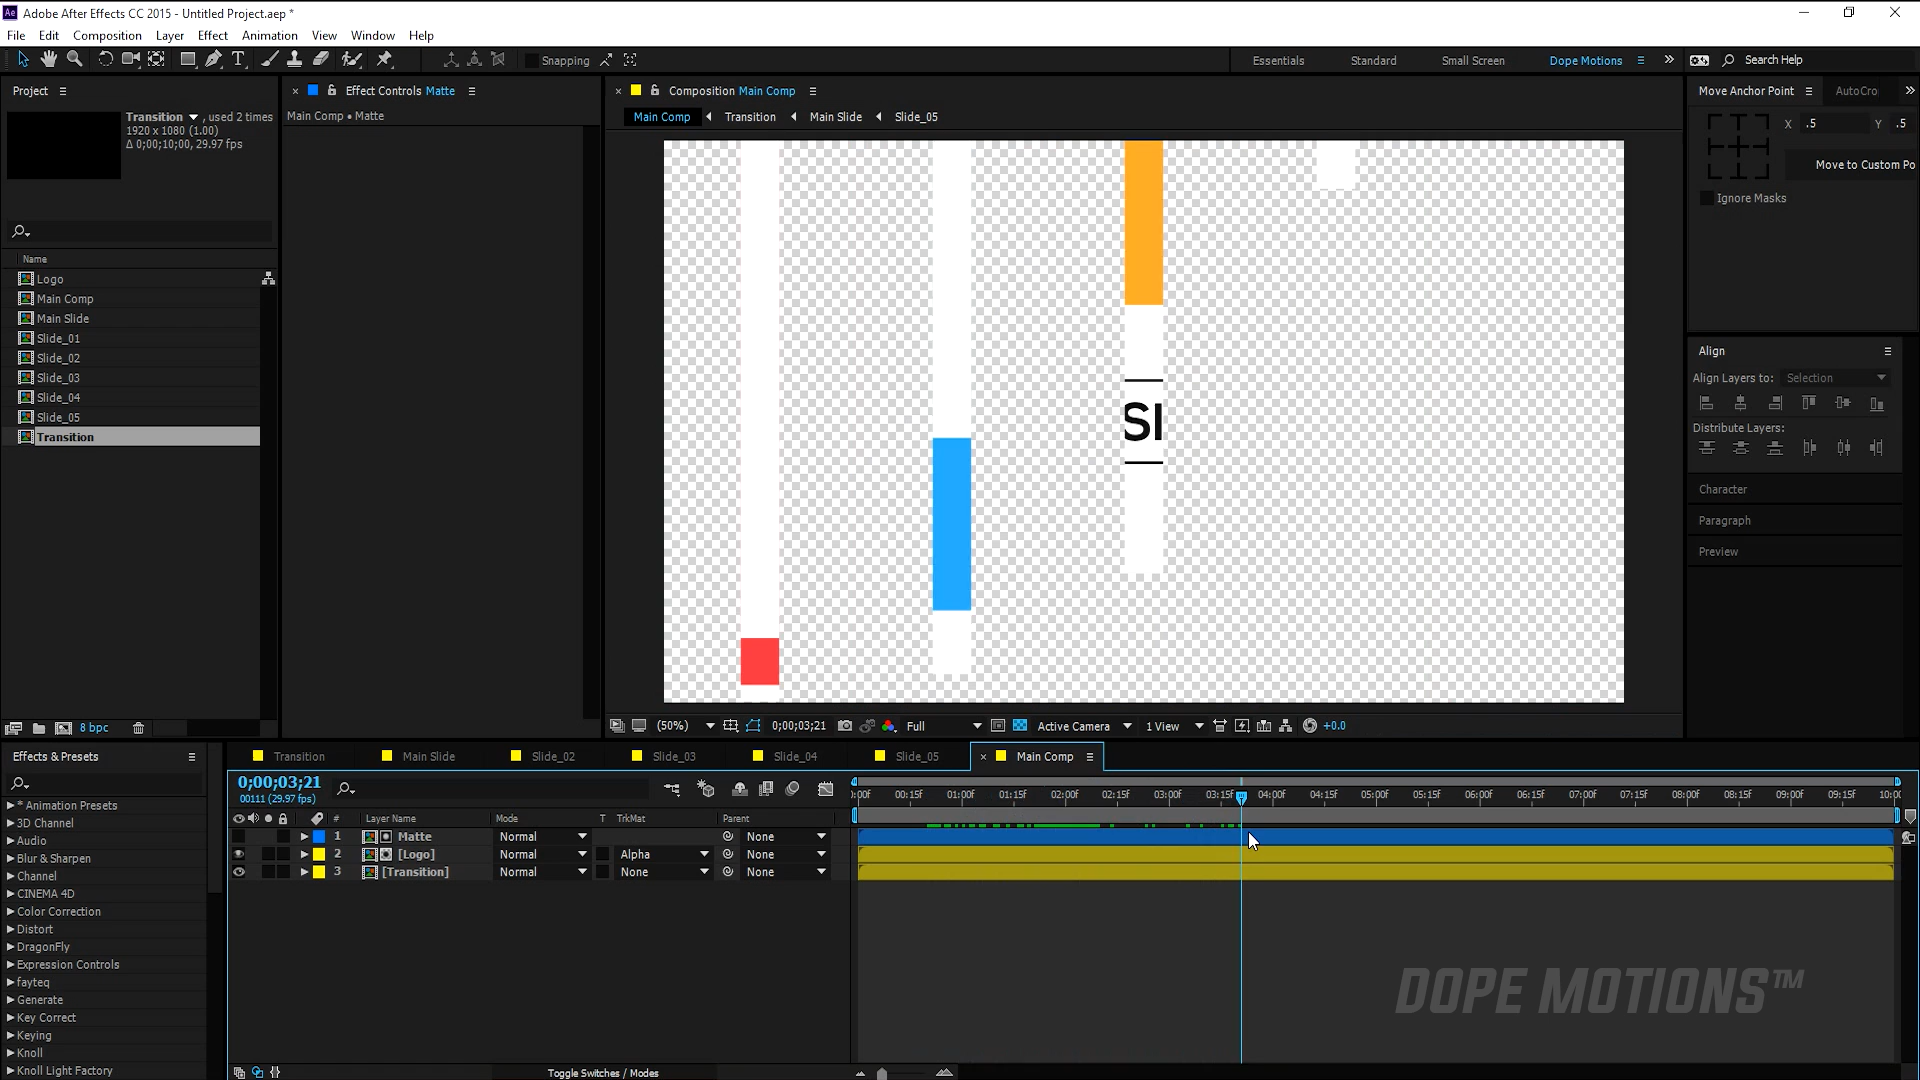 Adobe After Effects CC 2015 - Untitled Project.aep *
File Edit Composition Layer Effect Animation View Window Help
Snapping Essentials Standard Small Screen Dope Motions Search Help
Project
Transition , used 2 times
1920 x 1080 (1.00)
Δ 0;00;10;00, 29.97 fps
Name
Logo
Main Comp
Main Slide
Slide_01
Slide_02
Slide_03
Slide_04
Slide_05
Transition
8 bpc
Effect Controls Matte
Main Comp • Matte
Composition Main Comp
Main Comp Transition Main Slide Slide_05
SI
(50%) 0;00;03;21 Full Active Camera 1 View +0.0
Move Anchor Point AutoCro
X .5 Y .5
Move to Custom Po
Ignore Masks
Align
Align Layers to: Selection
Distribute Layers:
Character
Paragraph
Preview
Effects & Presets
* Animation Presets
3D Channel
Audio
Blur & Sharpen
Channel
CINEMA 4D
Color Correction
Distort
DragonFly
Expression Controls
fayteq
Generate
Key Correct
Keying
Knoll
Knoll Light Factory
Transition Main Slide Slide_02 Slide_03 Slide_04 Slide_05 Main Comp
0;00;03;21
00111 (29.97 fps)
:00f 00:15f 01:00f 01:15f 02:00f 02:15f 03:00f 03:15f 04:00f 04:15f 05:00f 05:15f 06:00f 06:15f 07:00f 07:15f 08:00f 08:15f 09:00f 09:15f 10:00
# Layer Name Mode T TrkMat Parent
1 Matte Normal None
2 [Logo] Normal Alpha None
3 [Transition] Normal None None
Toggle Switches / Modes
DOPE MOTIONS™